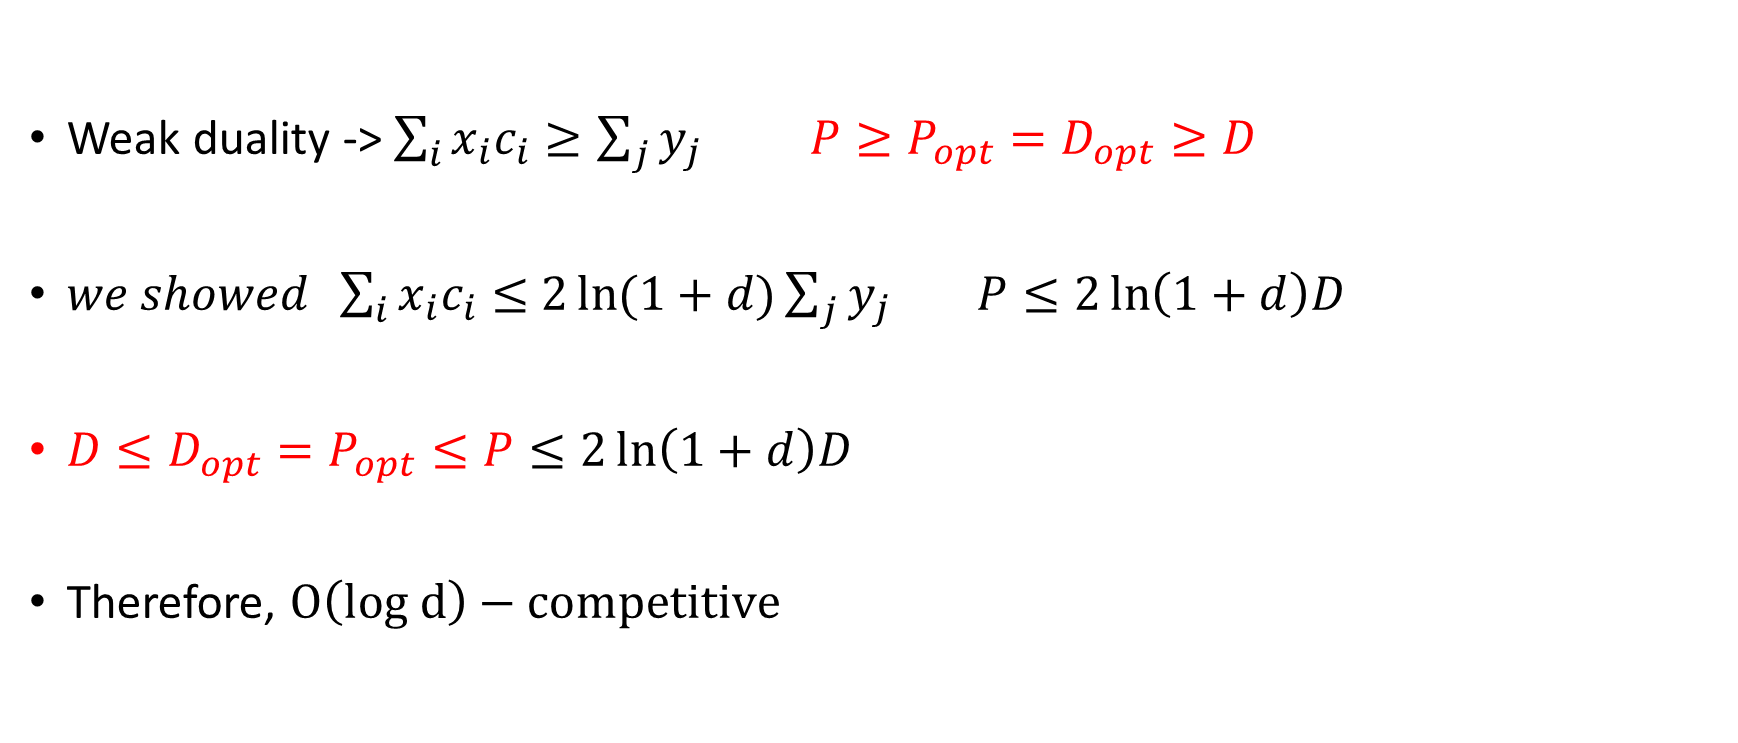 • Weak duality -> ∑ᵢ xᵢcᵢ ≥ ∑ⱼ yⱼ P ≥ P_opt = D_opt ≥ D
• we showed ∑ᵢ xᵢcᵢ ≤ 2 ln(1 + d) ∑ⱼ yⱼ P ≤ 2 ln(1 + d)D
• D ≤ D_opt = P_opt ≤ P ≤ 2 ln(1 + d)D
• Therefore, O(log d) − competitive